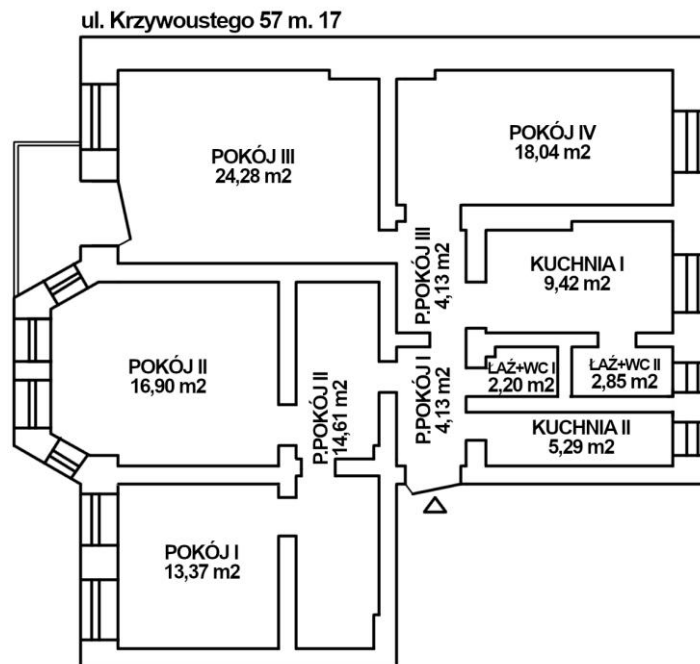 ul. Krzywoustego 57 m. 17
POKÓJ III
24,28 m2
POKÓJ IV
18,04 m2
P.POKÓJ III
4,13 m2
KUCHNIA I
9,42 m2
POKÓJ II
16,90 m2
P.POKÓJ II
14,61 m2
P.POKÓJ I
4,13 m2
ŁAŹ+WC I
2,20 m2
ŁAŹ+WC II
2,85 m2
KUCHNIA II
5,29 m2
POKÓJ I
13,37 m2